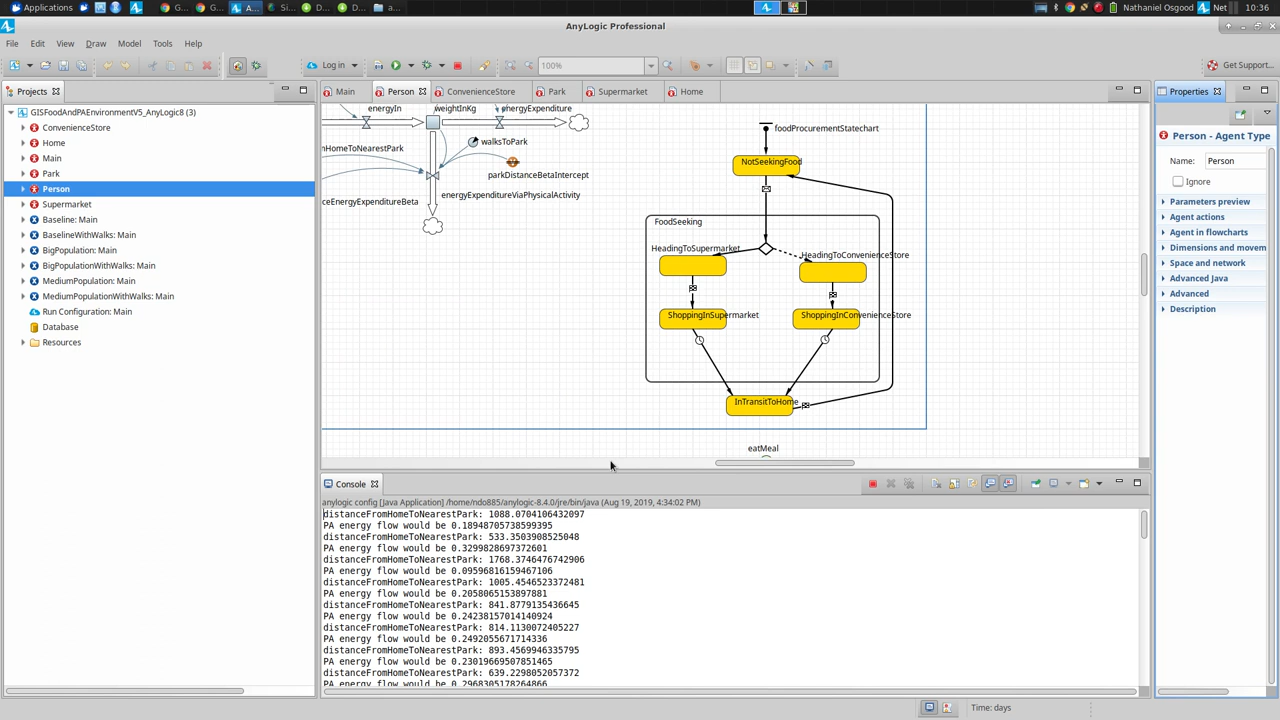 Applications
G...
G...
A...
Si...
D...
D...
a...
Nathaniel Osgood
Net
10:36
AnyLogic Professional
File Edit View Draw Model Tools Help
Log in
100%
Get Support...
Projects
GISFoodAndPAEnvironmentV5_AnyLogic8 (3)
ConvenienceStore
Home
Main
Park
Person
Supermarket
Baseline: Main
BaselineWithWalks: Main
BigPopulation: Main
BigPopulationWithWalks: Main
MediumPopulation: Main
MediumPopulationWithWalks: Main
Run Configuration: Main
Database
Resources
Main
Person
ConvenienceStore
Park
Supermarket
Home
energyIn
weightInKg
energyExpenditure
walksToPark
mHomeToNearestPark
parkDistanceBetaIntercept
energyExpenditureViaPhysicalActivity
ceEnergyExpenditureBeta
foodProcurementStatechart
NotSeekingFood
FoodSeeking
HeadingToSupermarket
HeadingToConvenienceStore
ShoppingInSupermarket
ShoppingInConvenienceStore
InTransitToHome
eatMeal
Console
anylogic config [Java Application] /home/ndo885/anylogic-8.4.0/jre/bin/java (Aug 19, 2019, 4:34:02 PM)
distanceFromHomeToNearestPark: 1088.0704106432097
PA energy flow would be 0.18948705738599395
distanceFromHomeToNearestPark: 533.3503908525048
PA energy flow would be 0.3299828697372601
distanceFromHomeToNearestPark: 1768.3746476742906
PA energy flow would be 0.09596816159467106
distanceFromHomeToNearestPark: 1005.4546523372481
PA energy flow would be 0.2058065153897881
distanceFromHomeToNearestPark: 841.8779135436645
PA energy flow would be 0.24238157014140924
distanceFromHomeToNearestPark: 814.1130072405227
PA energy flow would be 0.2492055671714336
distanceFromHomeToNearestPark: 893.4569946335795
PA energy flow would be 0.23019669507851465
distanceFromHomeToNearestPark: 639.2298052057372
PA energy flow would be 0.2968305178264866
Properties
Person - Agent Type
Name: Person
Ignore
Parameters preview
Agent actions
Agent in flowcharts
Dimensions and movem
Space and network
Advanced Java
Advanced
Description
Time: days